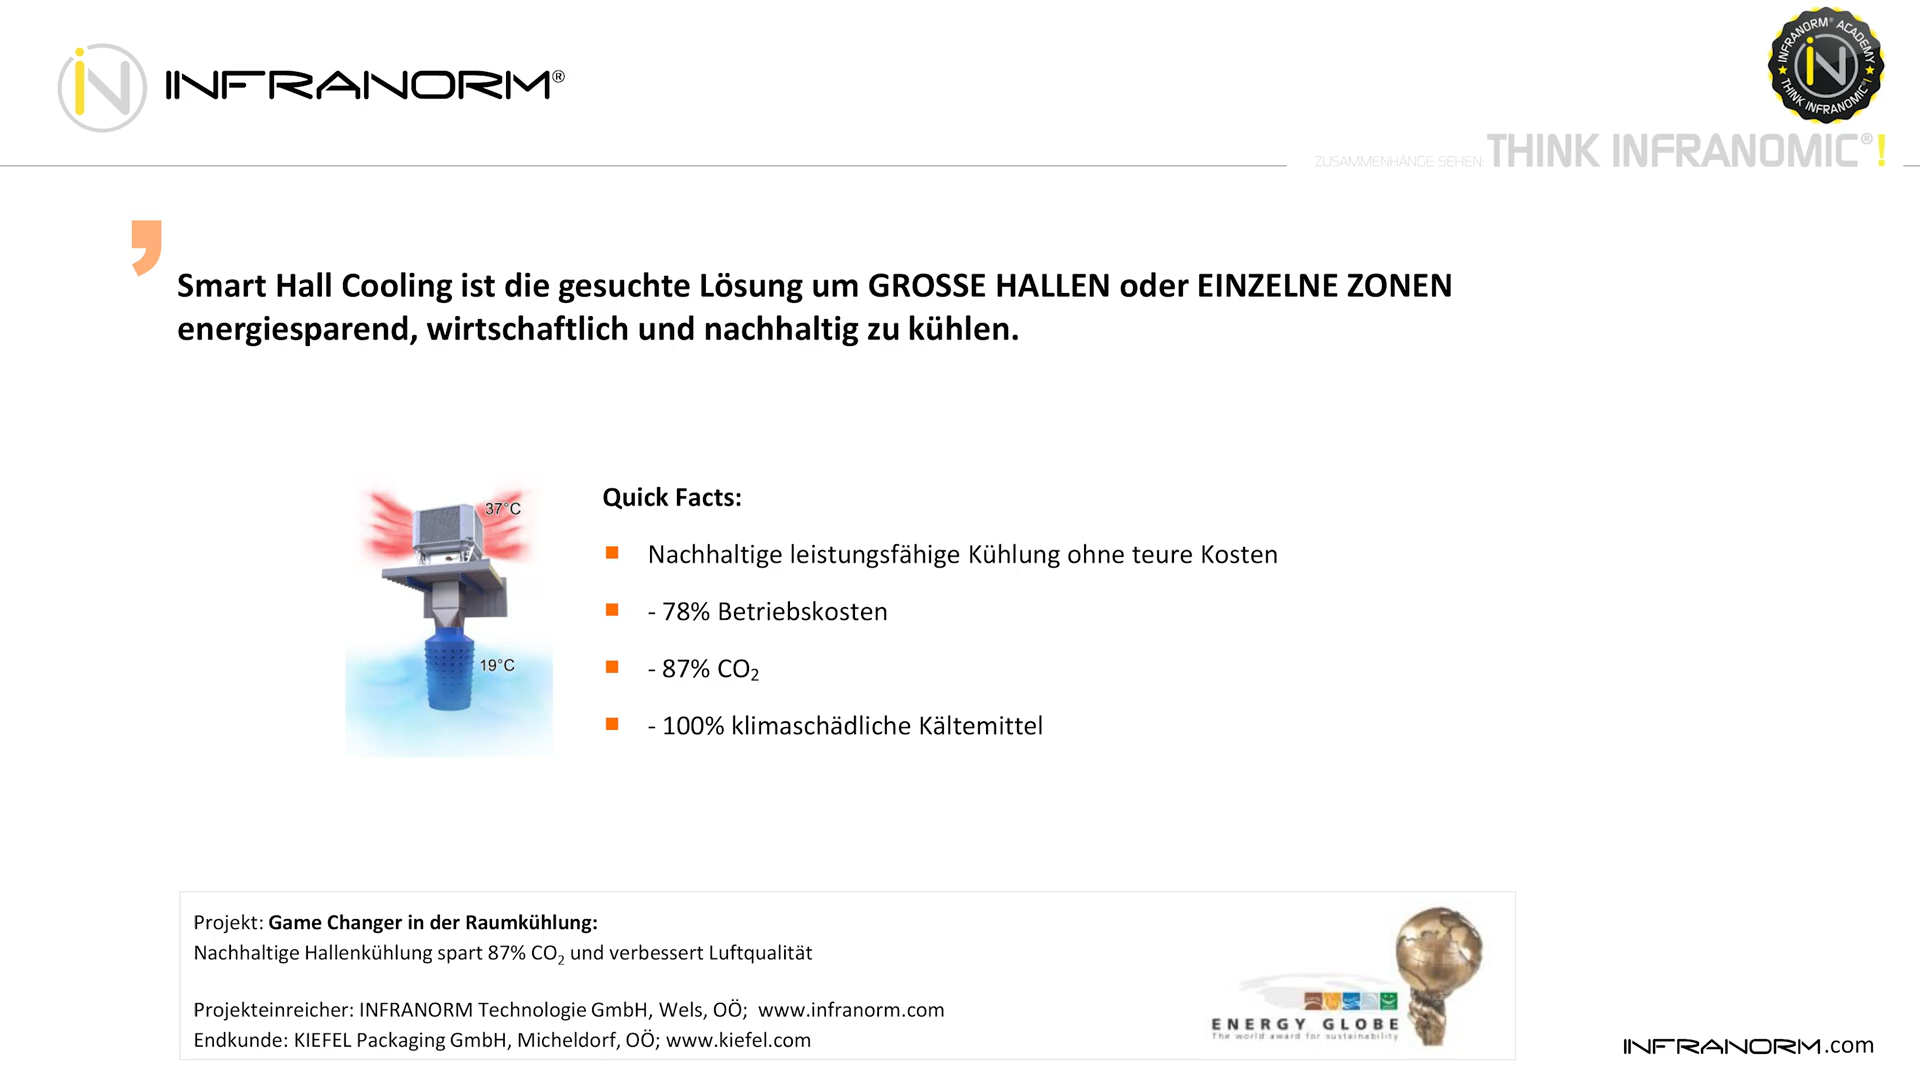 iN INFRANORM®
INFRANORM® ACADEMY
iN
THINK INFRANOMIC®!
ZUSAMMENHÄNGE SEHEN. THINK INFRANOMIC®!
Smart Hall Cooling ist die gesuchte Lösung um GROSSE HALLEN oder EINZELNE ZONEN
energiesparend, wirtschaftlich und nachhaltig zu kühlen.
37°C
19°C
Quick Facts:
Nachhaltige leistungsfähige Kühlung ohne teure Kosten
- 78% Betriebskosten
- 87% CO₂
- 100% klimaschädliche Kältemittel
Projekt: Game Changer in der Raumkühlung:
Nachhaltige Hallenkühlung spart 87% CO₂ und verbessert Luftqualität
Projekteinreicher: INFRANORM Technologie GmbH, Wels, OÖ; www.infranorm.com
Endkunde: KIEFEL Packaging GmbH, Micheldorf, OÖ; www.kiefel.com
ENERGY GLOBE
The world award for sustainability
INFRANORM.com